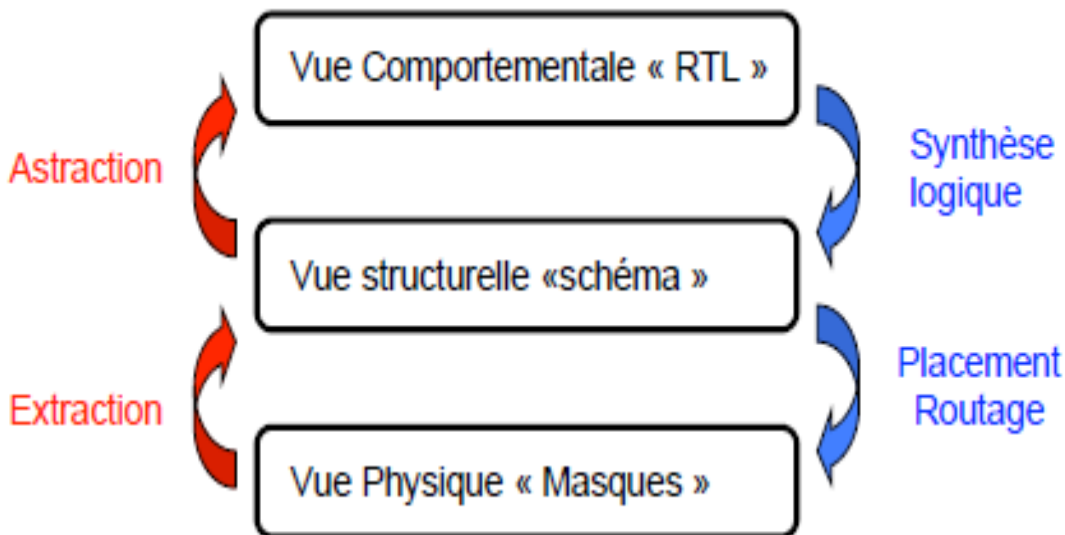 Vue Comportementale « RTL »
Astraction
Synthèse
logique
Vue structurelle «schéma »
Extraction
Placement
Routage
Vue Physique « Masques »